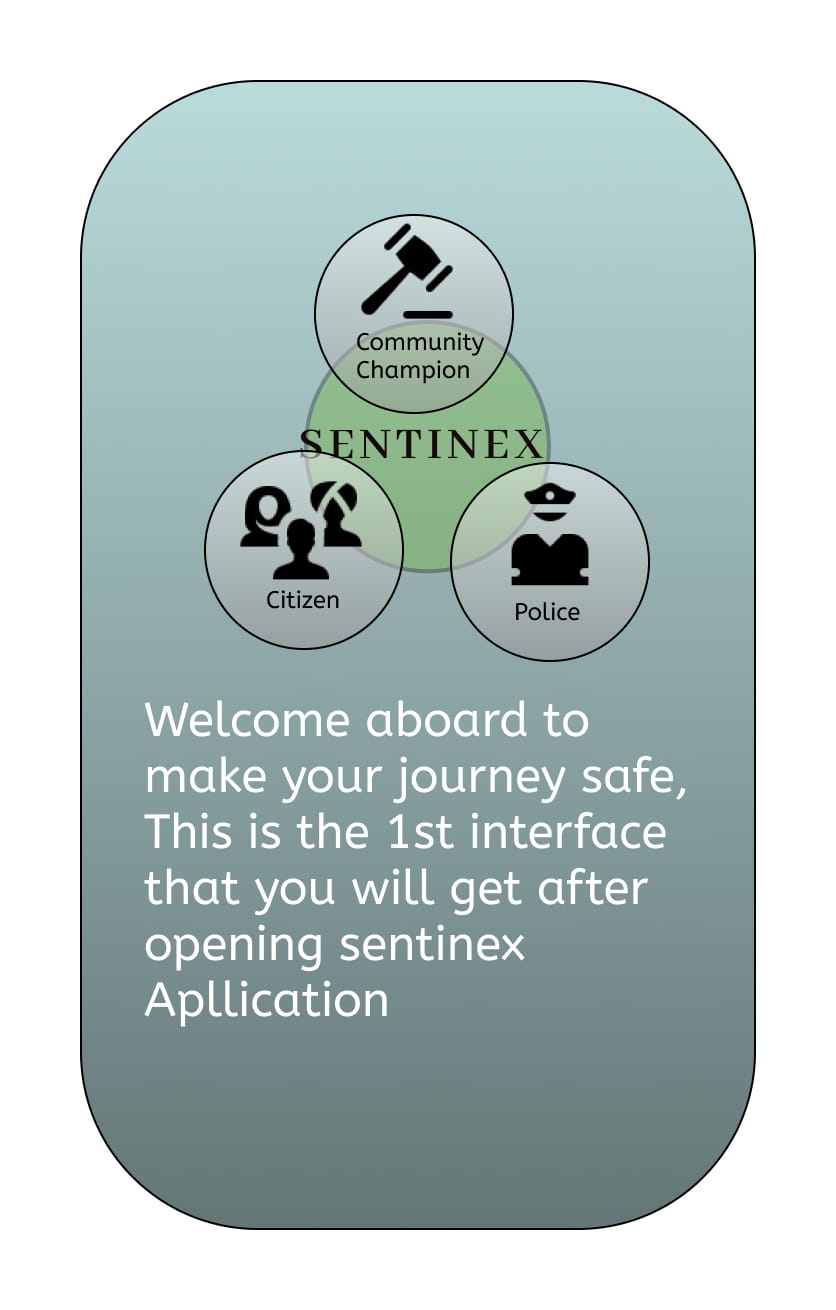 Community
Champion
SENTINEX
Citizen
Police
Welcome aboard to
make your journey safe,
This is the 1st interface
that you will get after
opening sentinex
Apllication